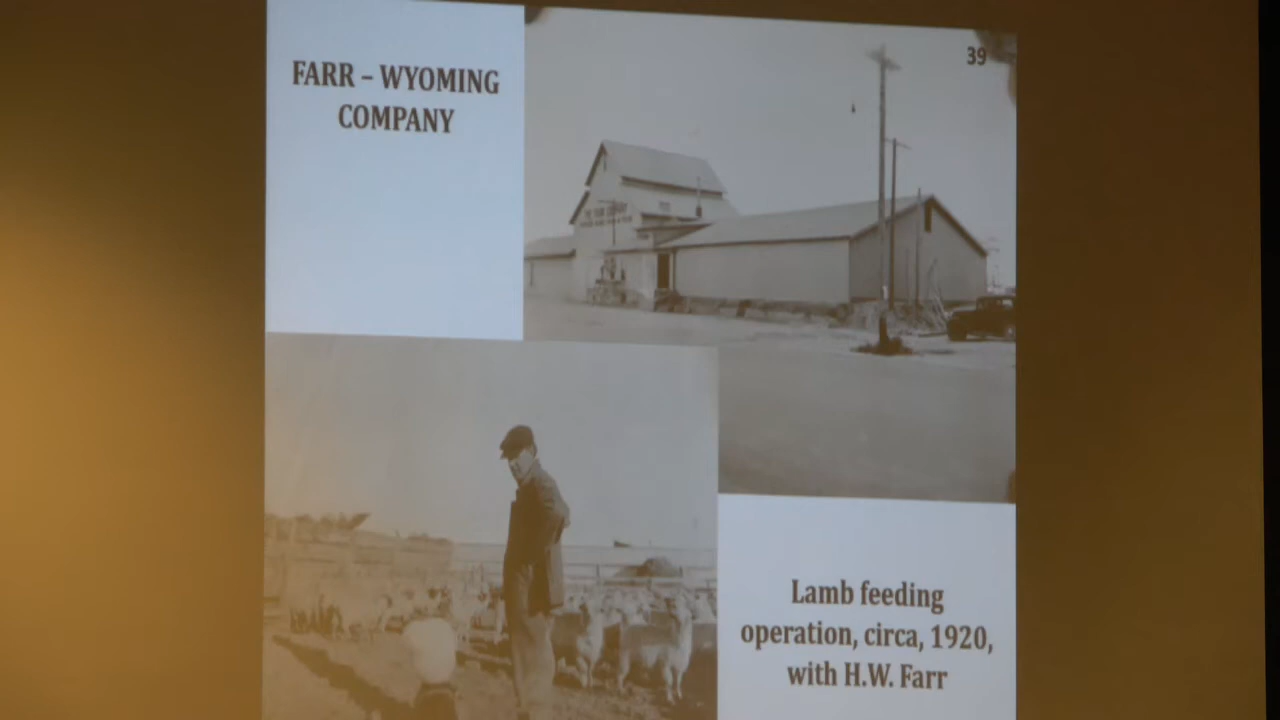 FARR – WYOMING
COMPANY
39
Lamb feeding
operation, circa, 1920,
with H.W. Farr